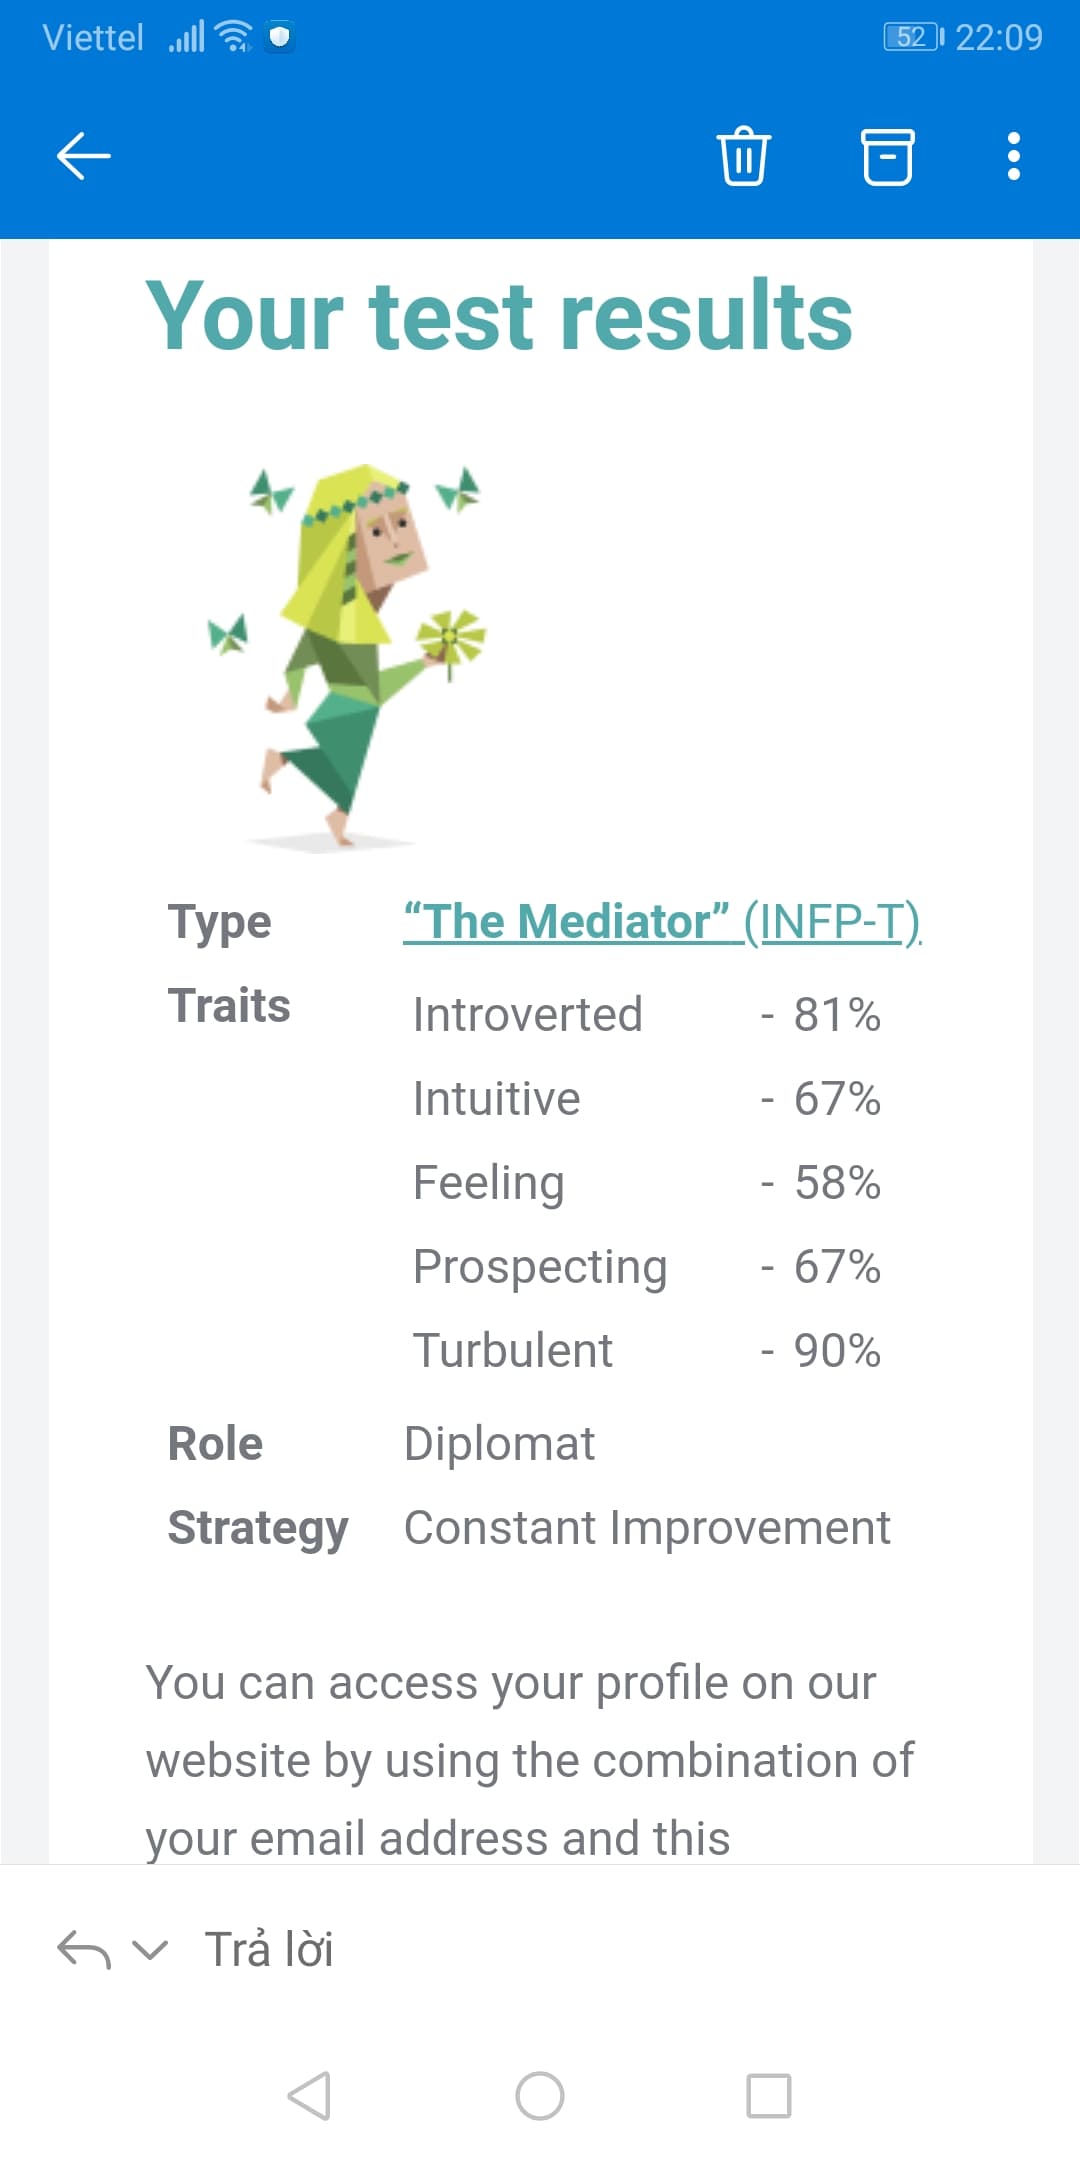 Viettel 52 22:09
Your test results
Type “The Mediator” (INFP-T)
Traits Introverted - 81%
Intuitive - 67%
Feeling - 58%
Prospecting - 67%
Turbulent - 90%
Role Diplomat
Strategy Constant Improvement
You can access your profile on our
website by using the combination of
your email address and this
Trả lời